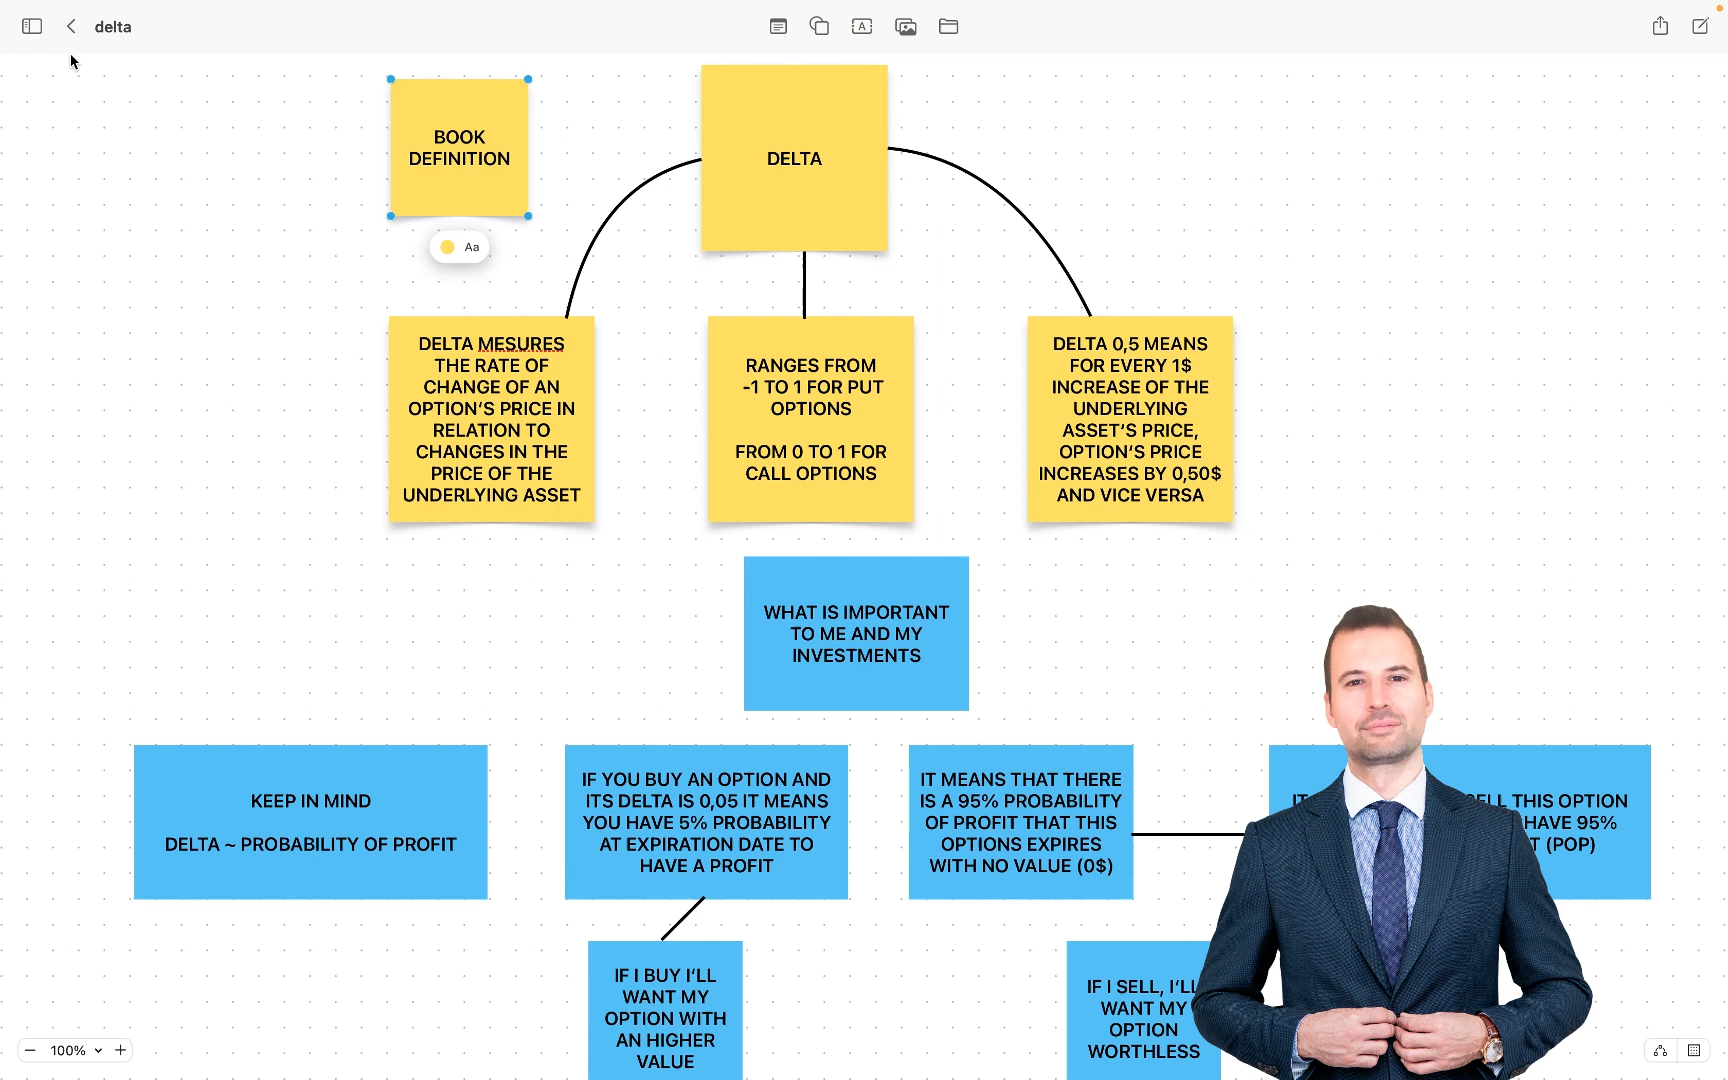 delta
BOOK
DEFINITION
Aa
DELTA
DELTA MESURES
THE RATE OF
CHANGE OF AN
OPTION'S PRICE IN
RELATION TO
CHANGES IN THE
PRICE OF THE
UNDERLYING ASSET
RANGES FROM
-1 TO 1 FOR PUT
OPTIONS
FROM 0 TO 1 FOR
CALL OPTIONS
DELTA 0,5 MEANS
FOR EVERY 1$
INCREASE OF THE
UNDERLYING
ASSET'S PRICE,
OPTION'S PRICE
INCREASES BY 0,50$
AND VICE VERSA
WHAT IS IMPORTANT
TO ME AND MY
INVESTMENTS
KEEP IN MIND
DELTA ~ PROBABILITY OF PROFIT
IF YOU BUY AN OPTION AND
ITS DELTA IS 0,05 IT MEANS
YOU HAVE 5% PROBABILITY
AT EXPIRATION DATE TO
HAVE A PROFIT
IT MEANS THAT THERE
IS A 95% PROBABILITY
OF PROFIT THAT THIS
OPTIONS EXPIRES
WITH NO VALUE (0$)
THIS OPTION
HAVE 95%
(POP)
IF I BUY I'LL
WANT MY
OPTION WITH
AN HIGHER
VALUE
IF I SELL, I'LL
WANT MY
OPTION
WORTHLESS
100%